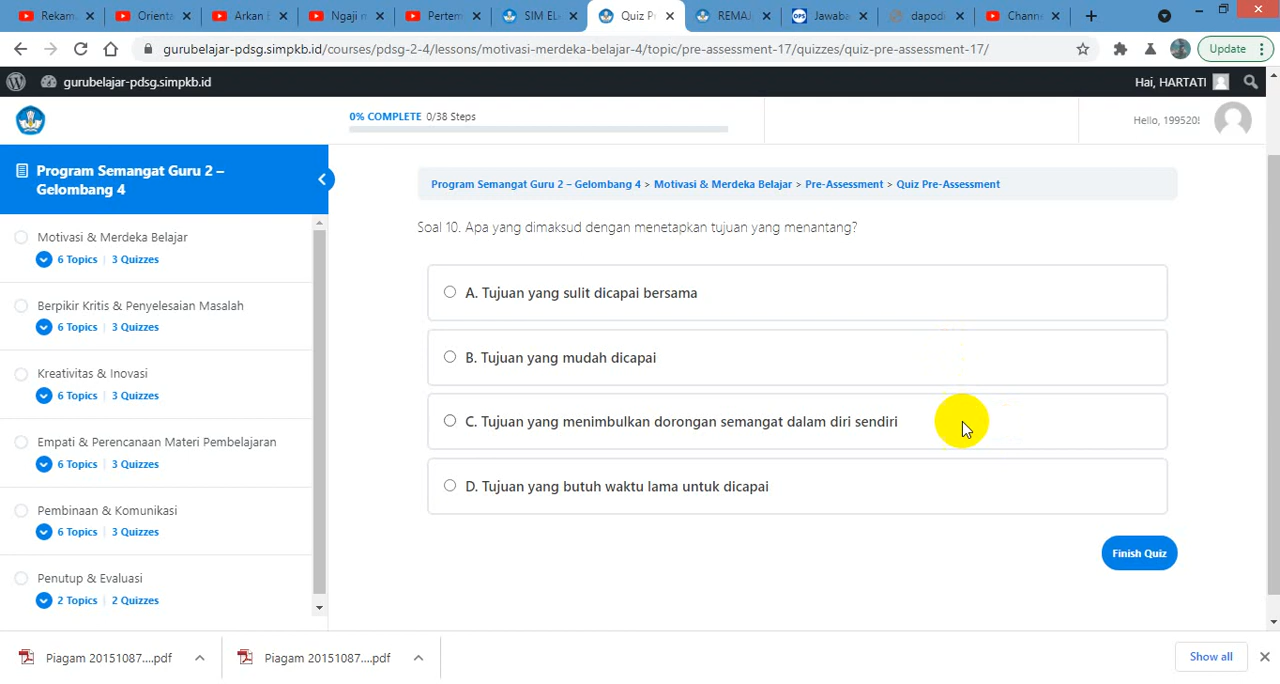 Rekam
Orienta
Arkan
Ngaji m
Pertem
SIM EL
Quiz P
REMAJ
OPS
Jawaba
dapodi
Chann
gurubelajar-pdsg.simpkb.id/courses/pdsg-2-4/lessons/motivasi-merdeka-belajar-4/topic/pre-assessment-17/quizzes/quiz-pre-assessment-17/
Update
gurubelajar-pdsg.simpkb.id
Hai, HARTATI
0% COMPLETE 0/38 Steps
Hello, 199520!
Program Semangat Guru 2 –
Gelombang 4
Motivasi & Merdeka Belajar
6 Topics | 3 Quizzes
Berpikir Kritis & Penyelesaian Masalah
6 Topics | 3 Quizzes
Kreativitas & Inovasi
6 Topics | 3 Quizzes
Empati & Perencanaan Materi Pembelajaran
6 Topics | 3 Quizzes
Pembinaan & Komunikasi
6 Topics | 3 Quizzes
Penutup & Evaluasi
2 Topics | 2 Quizzes
Program Semangat Guru 2 – Gelombang 4 > Motivasi & Merdeka Belajar > Pre-Assessment > Quiz Pre-Assessment
Soal 10. Apa yang dimaksud dengan menetapkan tujuan yang menantang?
A. Tujuan yang sulit dicapai bersama
B. Tujuan yang mudah dicapai
C. Tujuan yang menimbulkan dorongan semangat dalam diri sendiri
D. Tujuan yang butuh waktu lama untuk dicapai
Finish Quiz
Piagam 20151087....pdf
Piagam 20151087....pdf
Show all